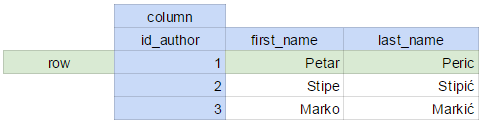 column
id_author first_name last_name
row 1 Petar Peric
2 Stipe Stipić
3 Marko Markić